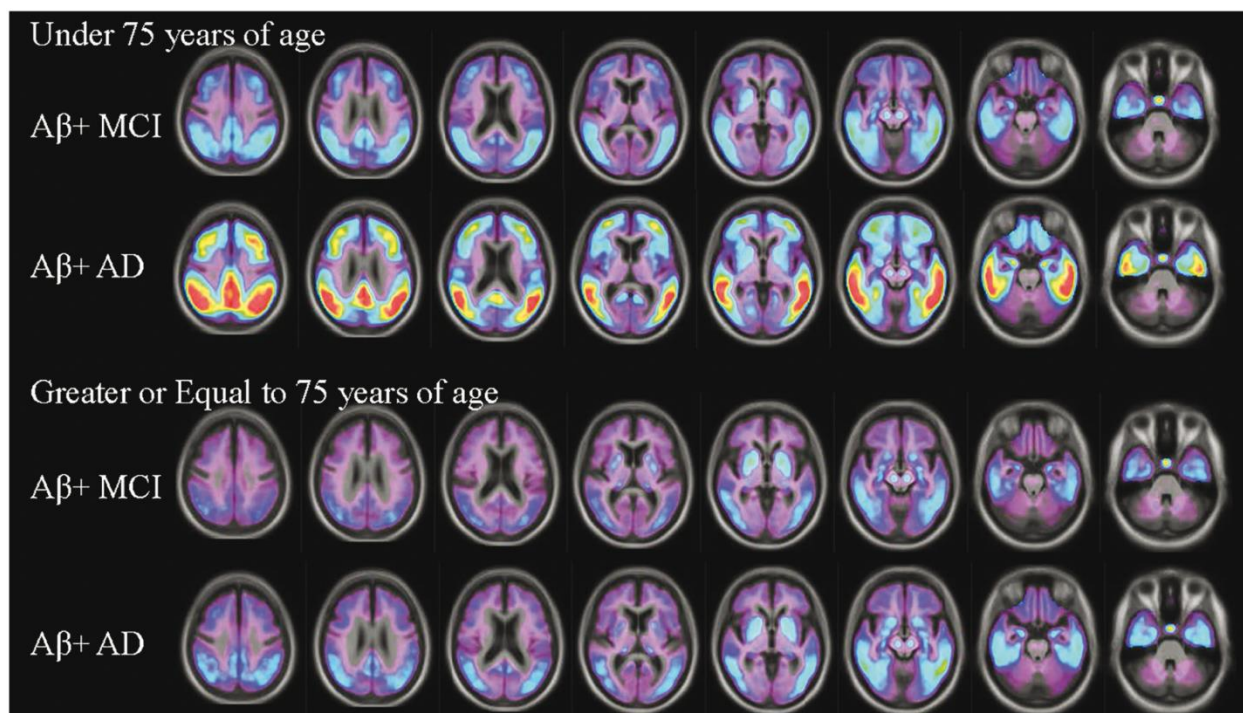 Under 75 years of age
Aβ+ MCI
Aβ+ AD
Greater or Equal to 75 years of age
Aβ+ MCI
Aβ+ AD